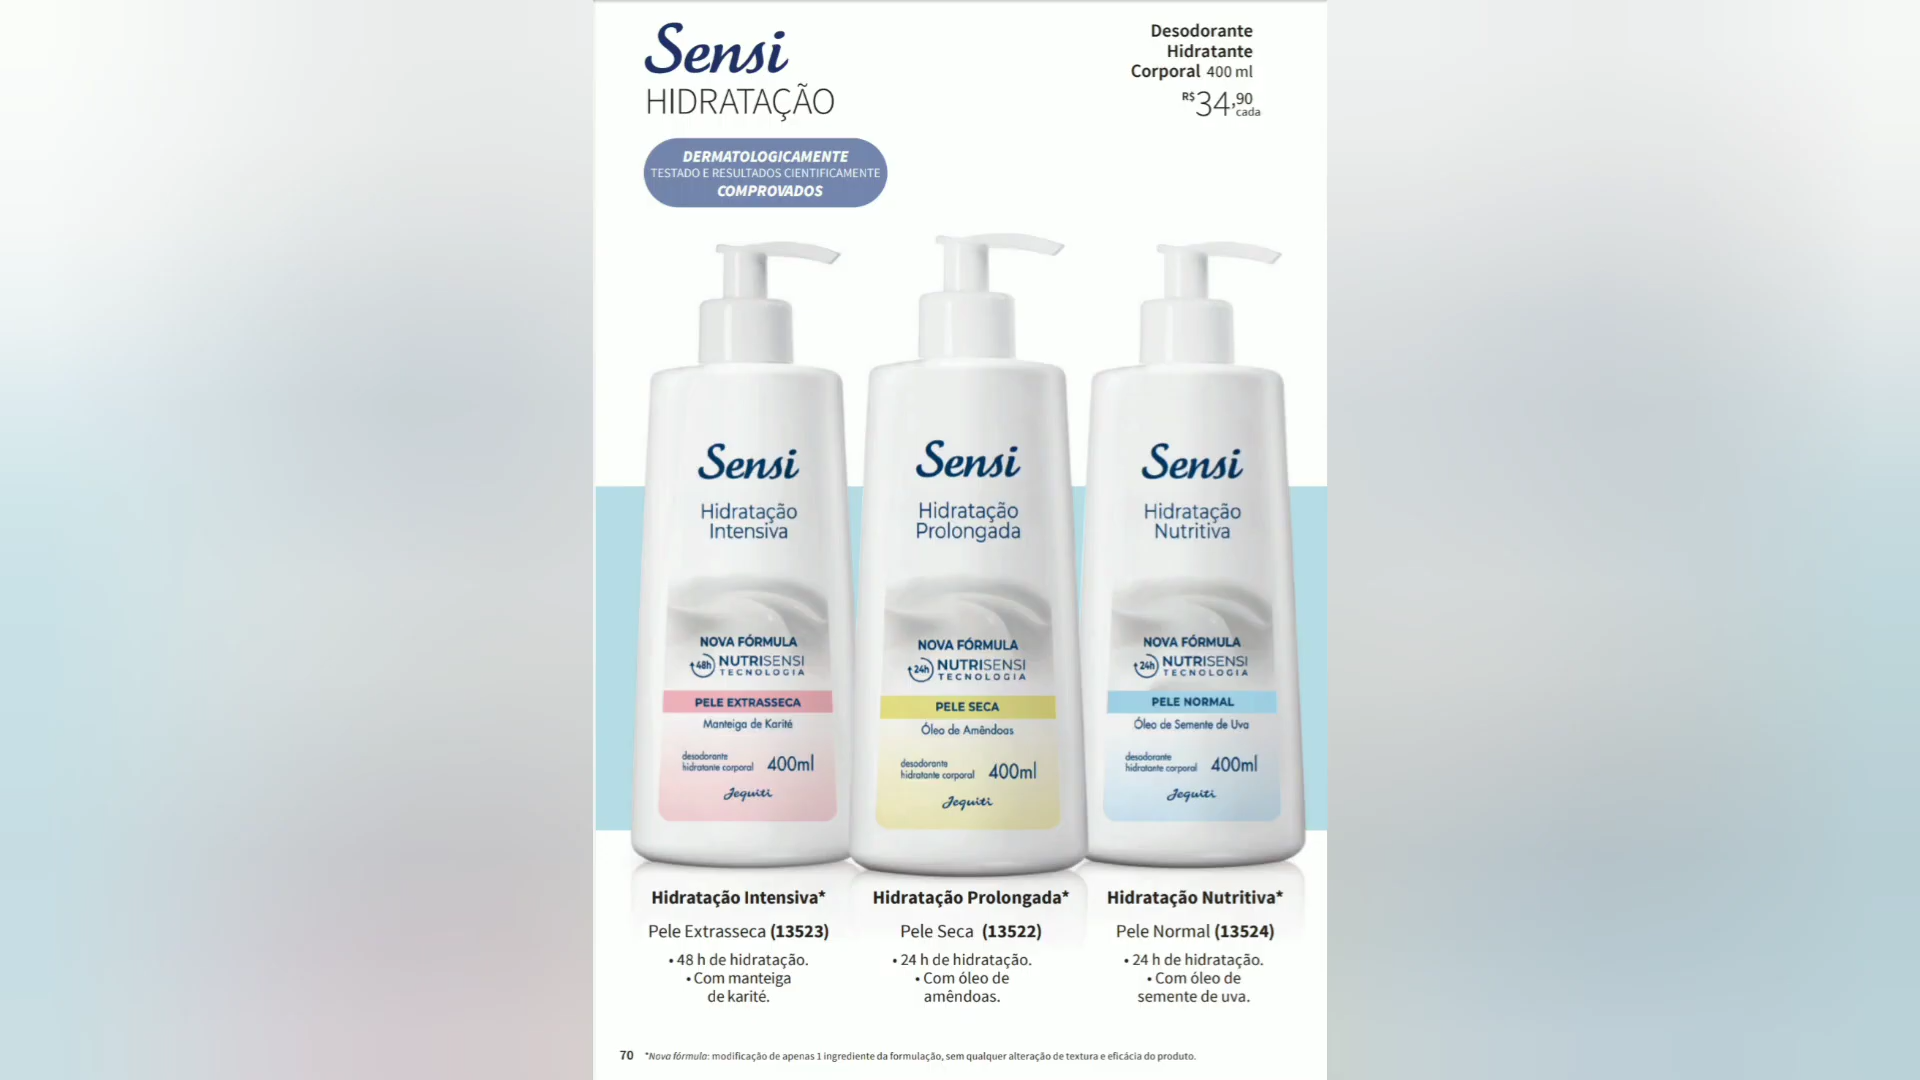 Sensi
HIDRATAÇÃO
Desodorante
Hidratante
Corporal 400 ml
R$34,90
cada
DERMATOLOGICAMENTE
TESTADO E RESULTADOS CIENTIFICAMENTE
COMPROVADOS
Sensi
Hidratação
Intensiva
NOVA FÓRMULA
48h NUTRISENSI
TECNOLOGIA
PELE EXTRASSECA
Manteiga de Karité
desodorante
hidratante corporal 400ml
Jequiti
Sensi
Hidratação
Prolongada
NOVA FÓRMULA
24h NUTRISENSI
TECNOLOGIA
PELE SECA
Óleo de Amêndoas
desodorante
hidratante corporal 400ml
Jequiti
Sensi
Hidratação
Nutritiva
NOVA FÓRMULA
24h NUTRISENSI
TECNOLOGIA
PELE NORMAL
Óleo de Semente de Uva
desodorante
hidratante corporal 400ml
Jequiti
Hidratação Intensiva*
Pele Extrasseca (13523)
• 48 h de hidratação.
• Com manteiga
de karité.
Hidratação Prolongada*
Pele Seca (13522)
• 24 h de hidratação.
• Com óleo de
amêndoas.
Hidratação Nutritiva*
Pele Normal (13524)
• 24 h de hidratação.
• Com óleo de
semente de uva.
70 *Nova fórmula: modificação de apenas 1 ingrediente da formulação, sem qualquer alteração de textura e eficácia do produto.